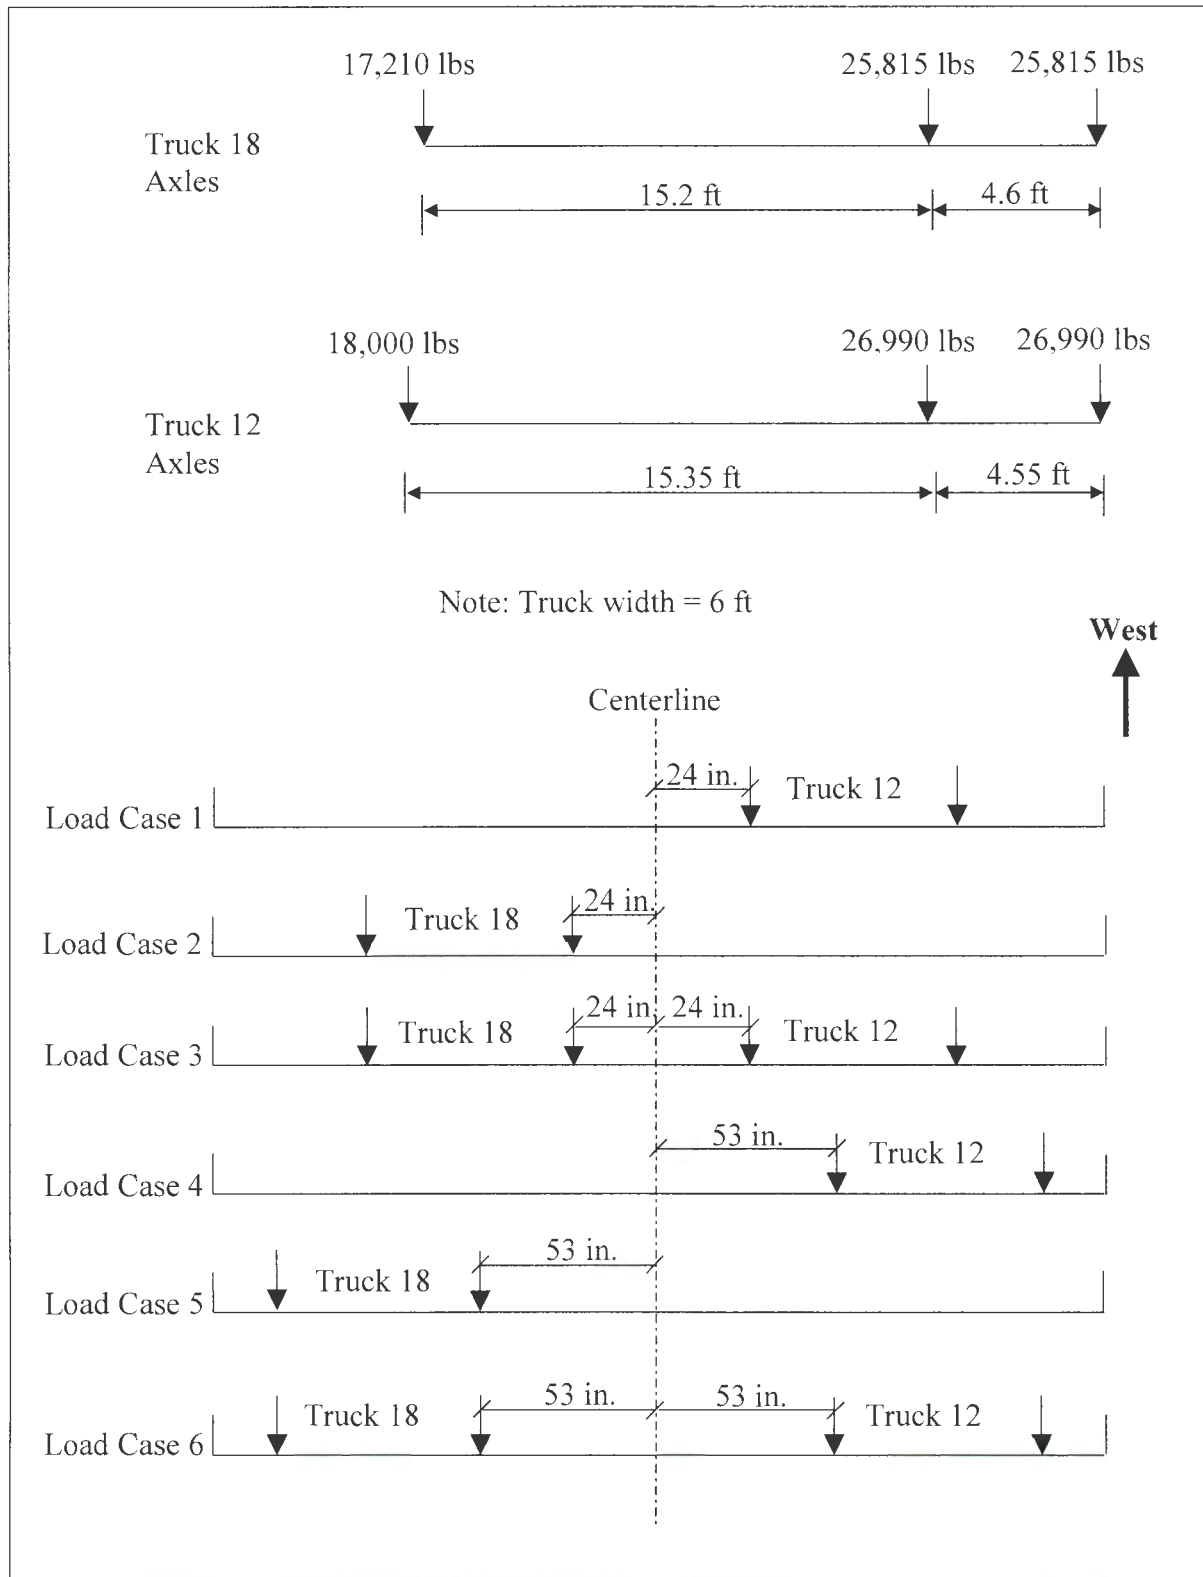 17,210 lbs 25,815 lbs 25,815 lbs
Truck 18
Axles
15.2 ft 4.6 ft
18,000 lbs 26,990 lbs 26,990 lbs
Truck 12
Axles
15.35 ft 4.55 ft
Note: Truck width = 6 ft
West
Centerline
24 in. Truck 12
Load Case 1
Truck 18 24 in.
Load Case 2
Truck 18 24 in. 24 in. Truck 12
Load Case 3
53 in. Truck 12
Load Case 4
Truck 18 53 in.
Load Case 5
Truck 18 53 in. 53 in. Truck 12
Load Case 6